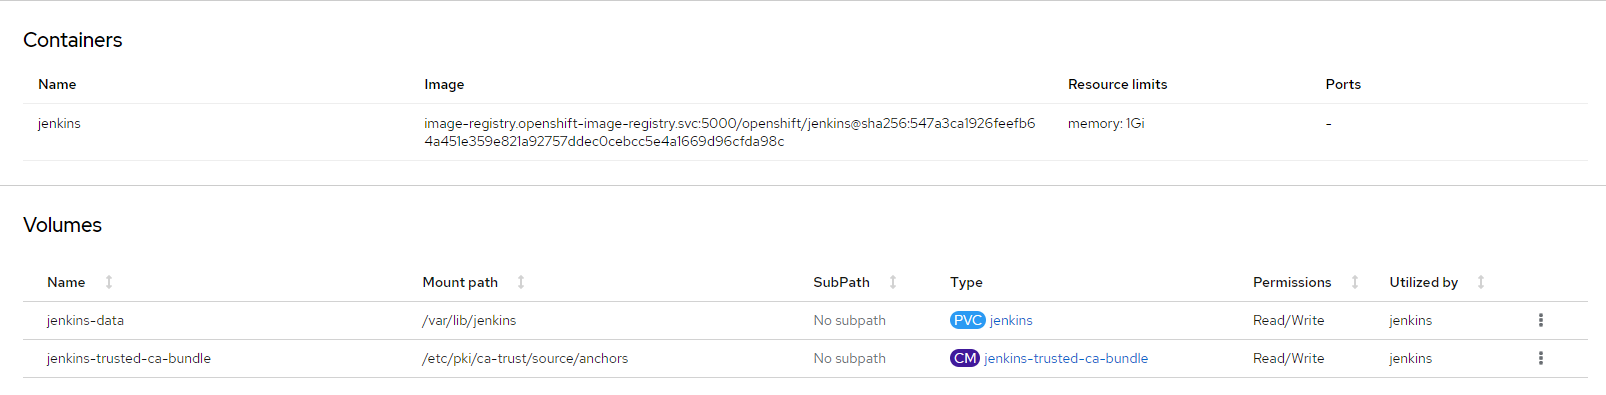 Containers
Name Image Resource limits Ports
jenkins image-registry.openshift-image-registry.svc:5000/openshift/jenkins@sha256:547a3ca1926feefb6 memory: 1Gi -
4a451e359e821a92757ddec0cebcc5e4a1669d96cfda98c
Volumes
Name Mount path SubPath Type Permissions Utilized by
jenkins-data /var/lib/jenkins No subpath PVC jenkins Read/Write jenkins
jenkins-trusted-ca-bundle /etc/pki/ca-trust/source/anchors No subpath CM jenkins-trusted-ca-bundle Read/Write jenkins